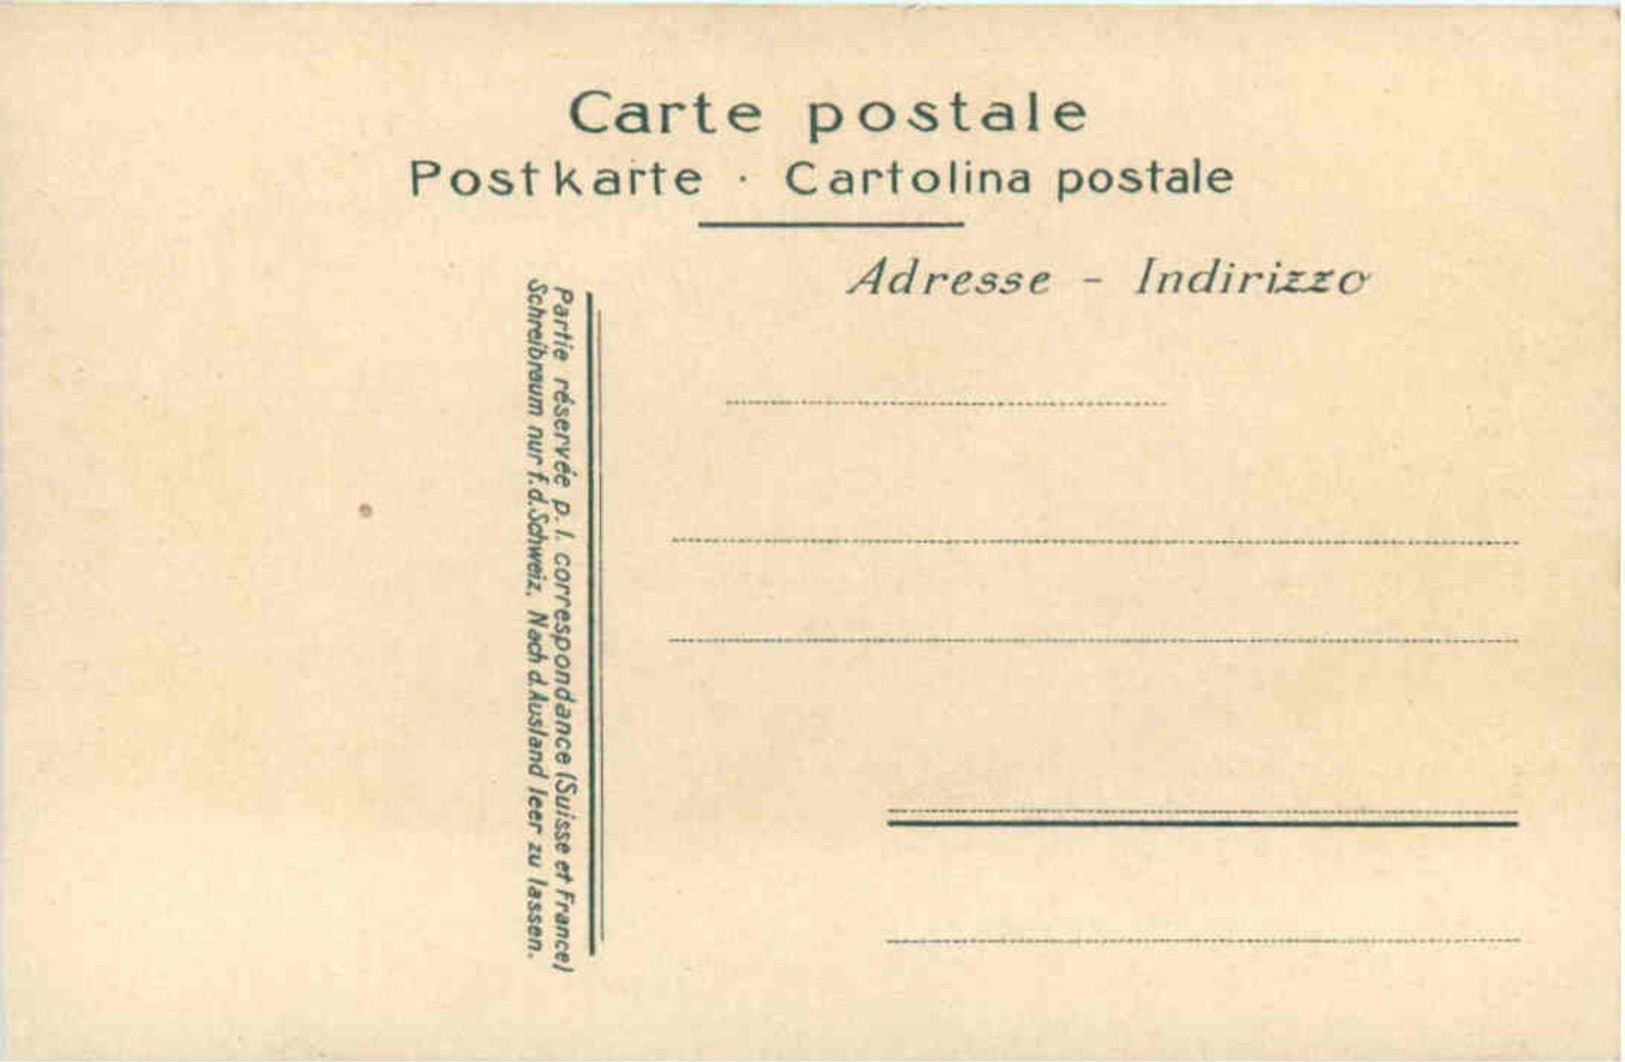 Carte postale
Postkarte · Cartolina postale
Adresse - Indirizzo
Partie réservée p. l. correspondance (Suisse et France)
Schreibraum nur f. d. Schweiz. Nach d. Ausland leer zu lassen.